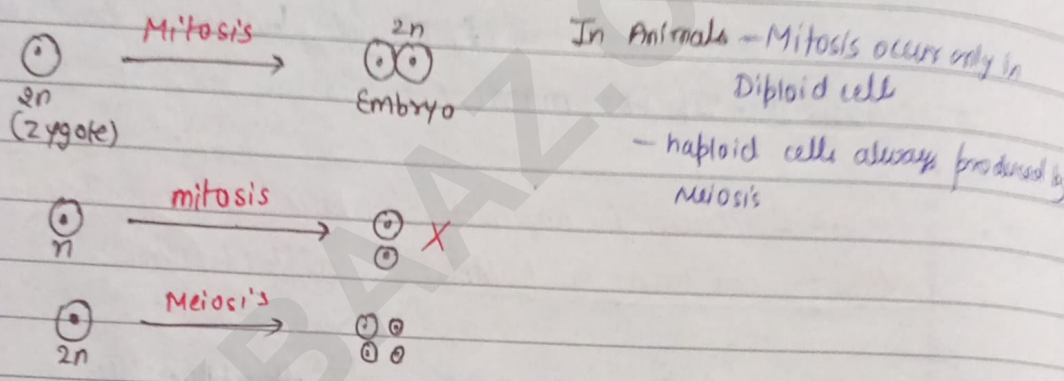 Mitosis
2n
2n
(Zygote)
Embryo
In Animals - Mitosis occurs only in
Diploid cell
- haploid cells always produced by
Meiosis
mitosis
n
X
Meiosis
2n